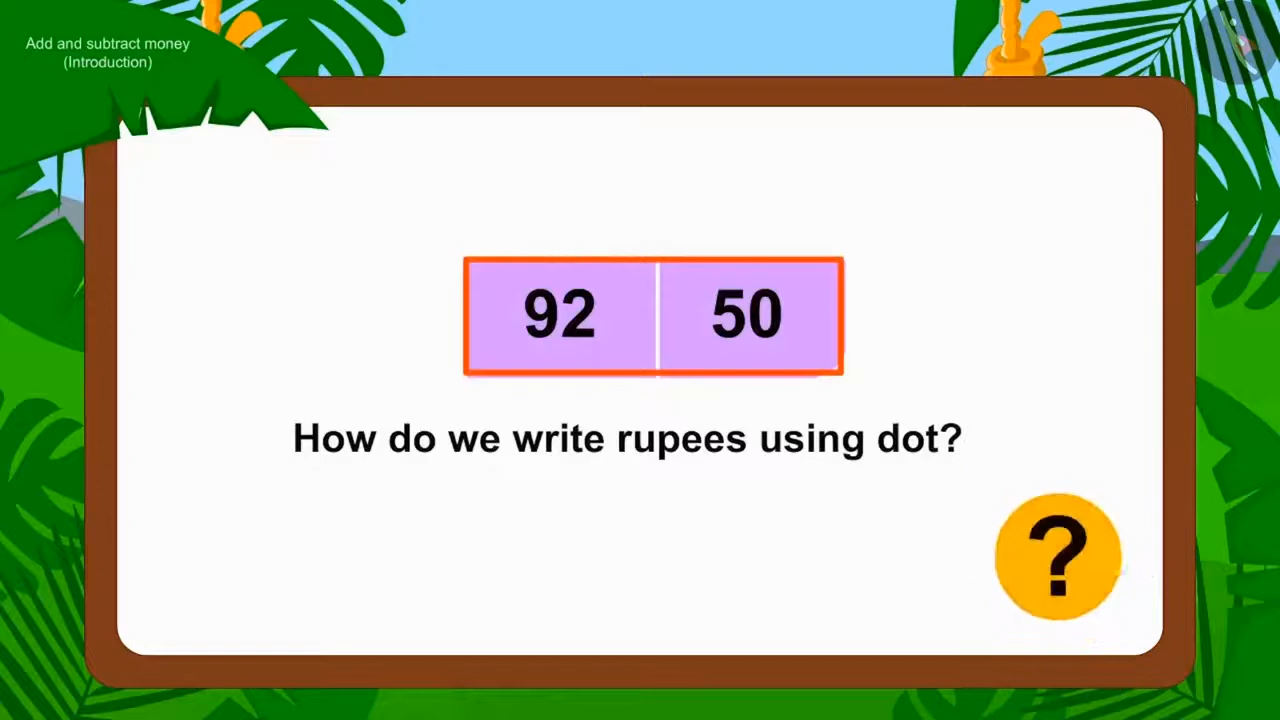 Add and subtract money
(Introduction)
92 50
How do we write rupees using dot?
?